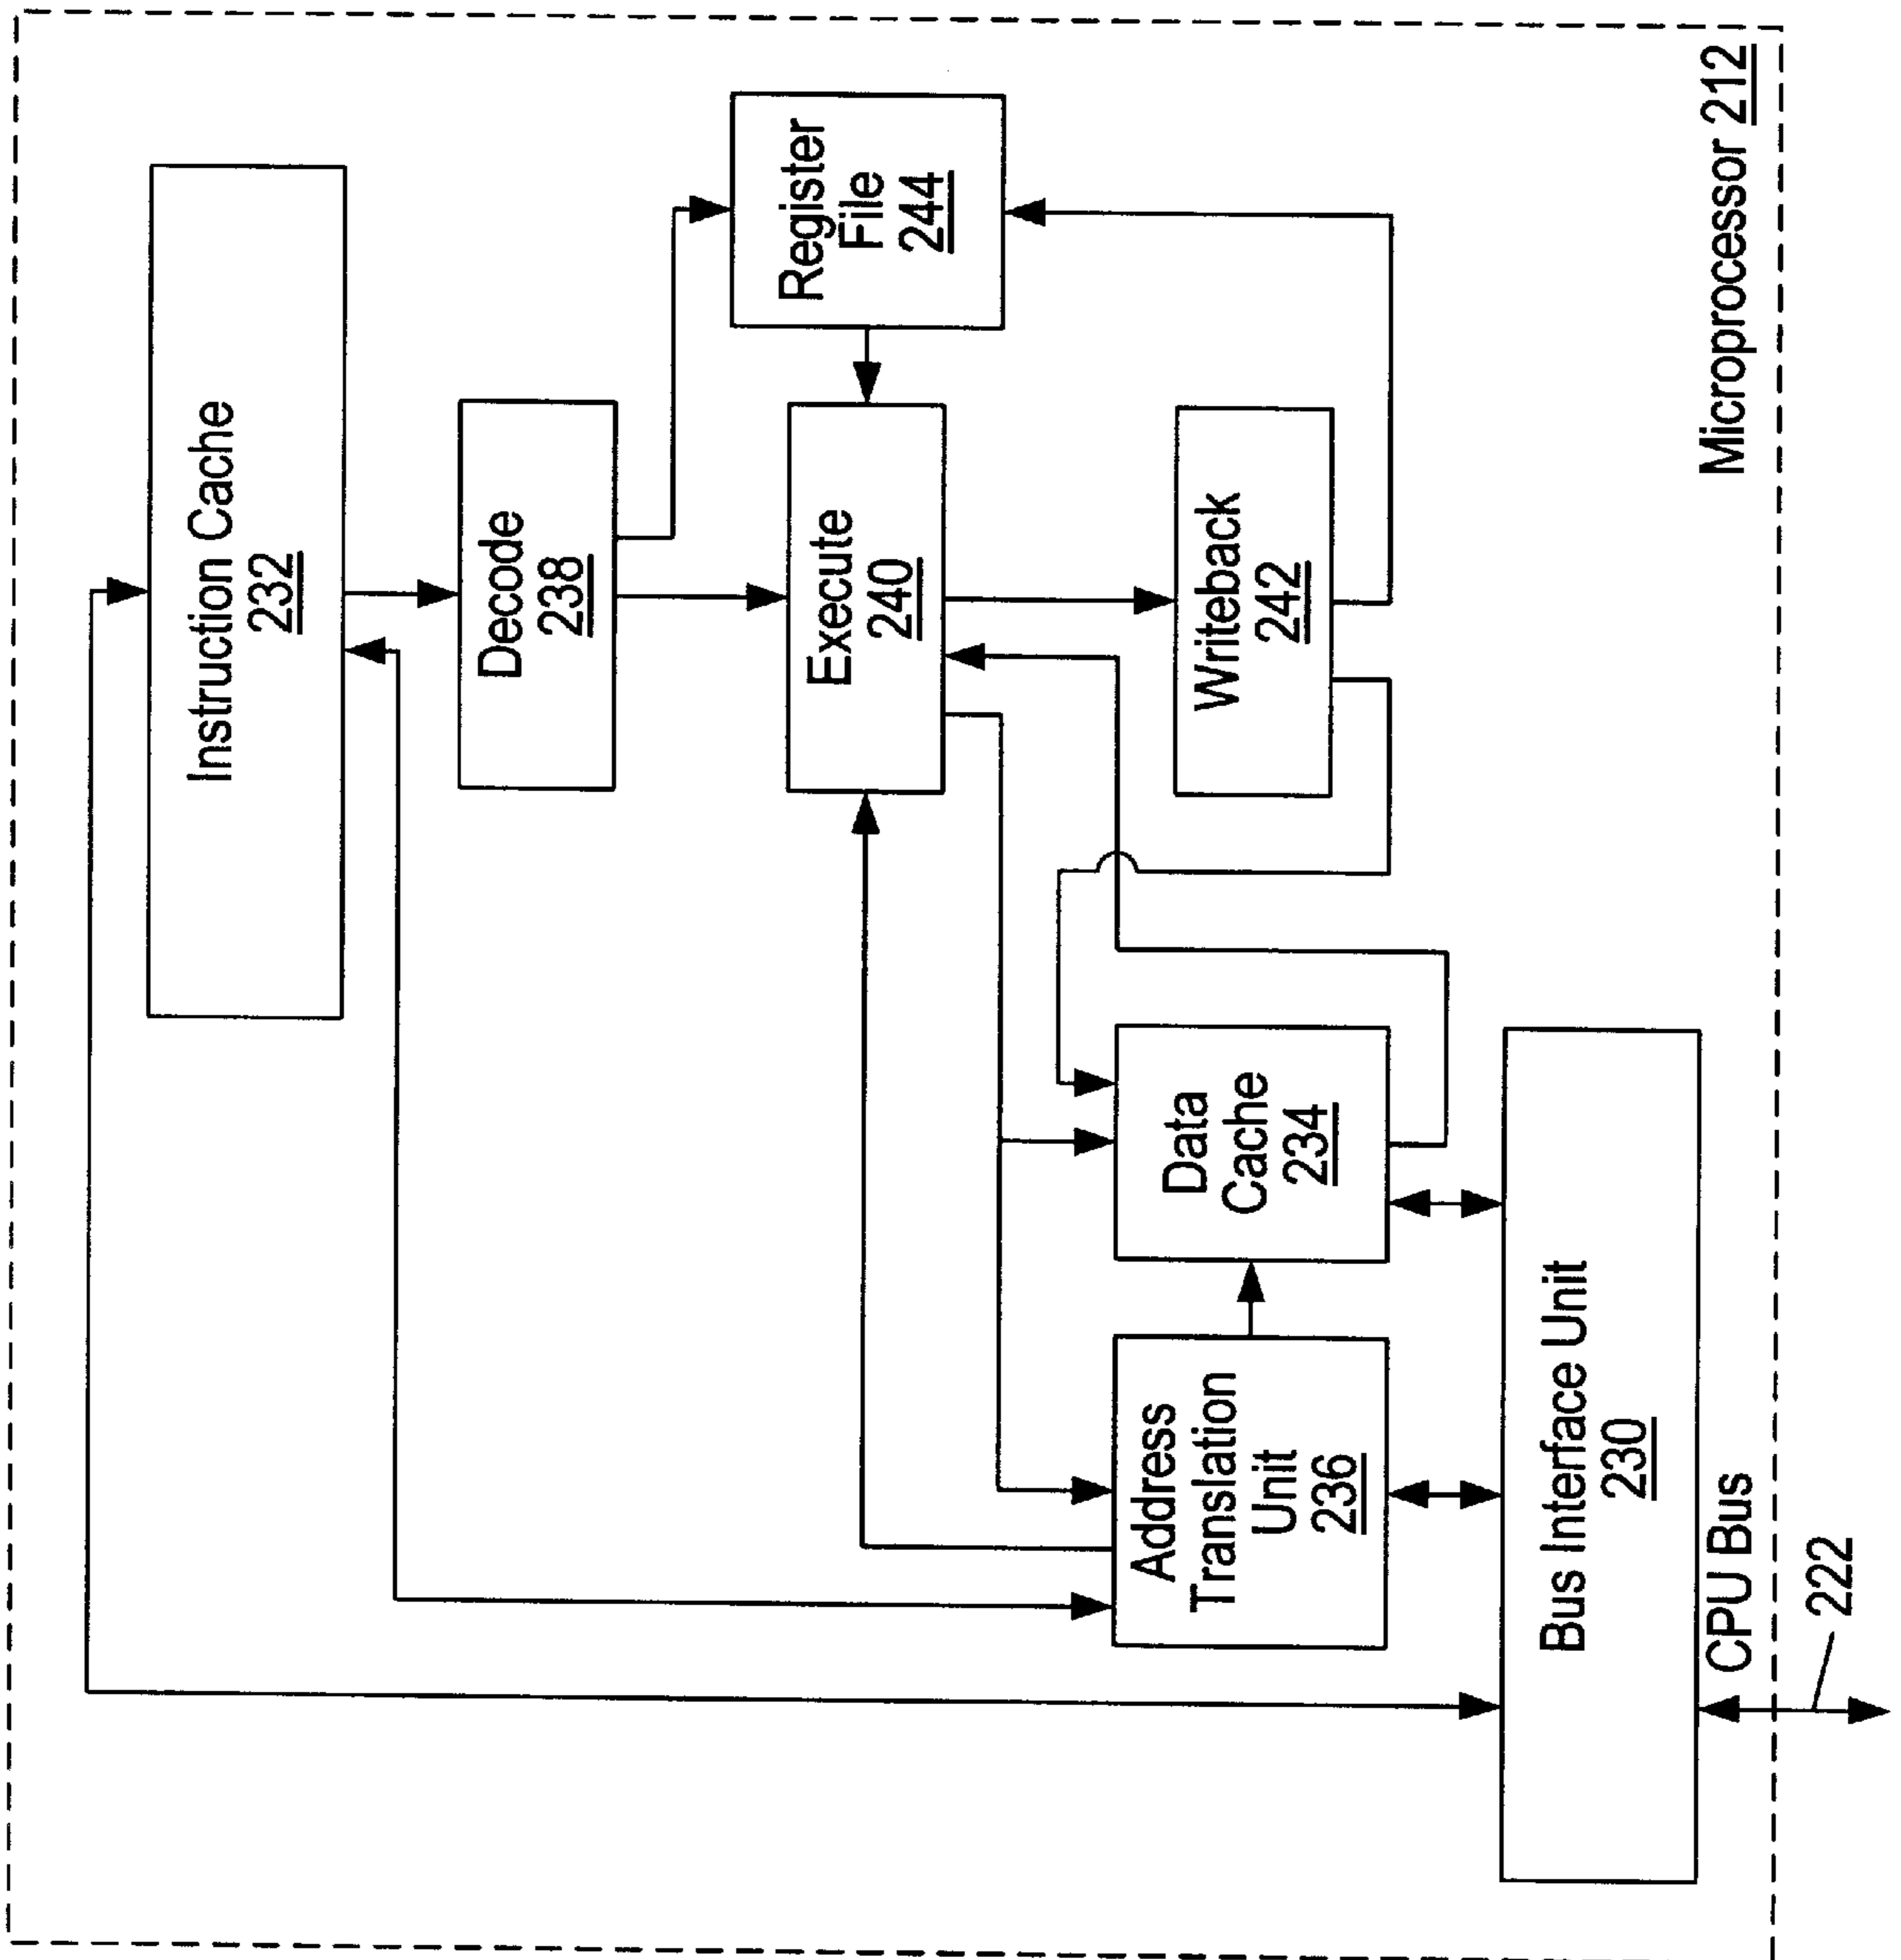 Instruction Cache
232
Decode
238
Register
File
244
Execute
240
Writeback
242
Data
Cache
234
Address
Translation
Unit
236
Bus Interface Unit
230
CPU Bus
222
Microprocessor 212